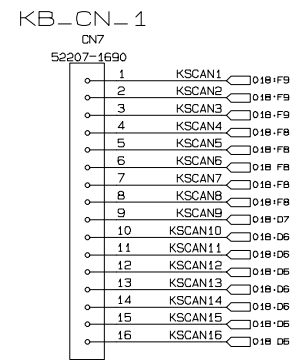 KB_CN_1
CN7
52207-1690
1 KSCAN1 018:F9
2 KSCAN2 018:F9
3 KSCAN3 018:F9
4 KSCAN4 018:F8
5 KSCAN5 018:F8
6 KSCAN6 018 F8
7 KSCAN7 018:F8
8 KSCAN8 018:F8
9 KSCAN9 018:D7
10 KSCAN10 018:D6
11 KSCAN11 018:D6
12 KSCAN12 018:D6
13 KSCAN13 018:D6
14 KSCAN14 018:D6
15 KSCAN15 018:D6
16 KSCAN16 018 D6